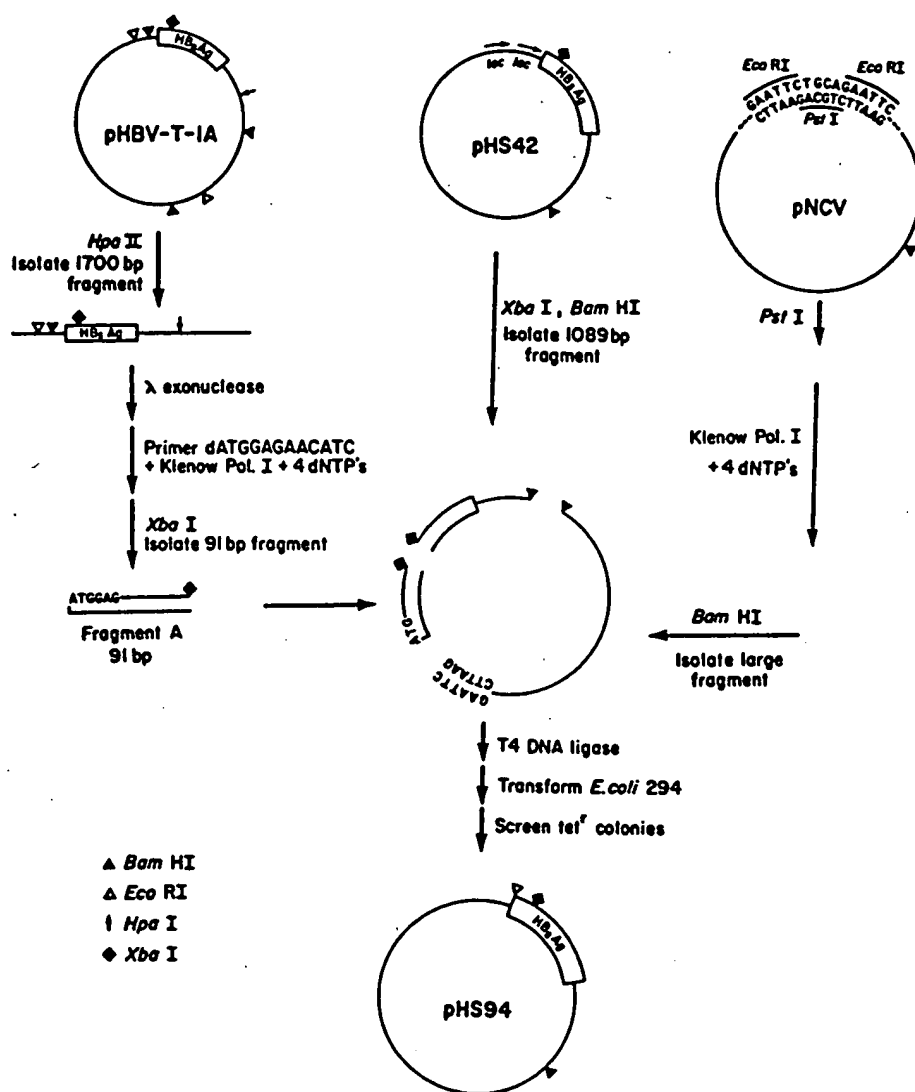 HBsAg
pHBV-T-1A
Hpa II
Isolate 1700 bp
fragment
HBsAg
λ exonuclease
Primer dATGGAGAACATC
+ Klenow Pol. I + 4 dNTP's
Xba I
Isolate 91 bp fragment
ATGGAG
Fragment A
91 bp
lac lac
HBsAg
pHS42
Xba I, Bam HI
Isolate 1089 bp
fragment
Eco RI
Eco RI
GAATTCTGCAGAATTC
CTTAAGACGTCTTAAG
Pst I
pNCV
Pst I
Klenow Pol. I
+ 4 dNTP's
Bam HI
Isolate large
fragment
ATG
GAATTC
CTTAAG
T4 DNA ligase
Transform E. coli 294
Screen tetʳ colonies
▲ Bam HI
△ Eco RI
Hpa I
◆ Xba I
HBsAg
pHS94